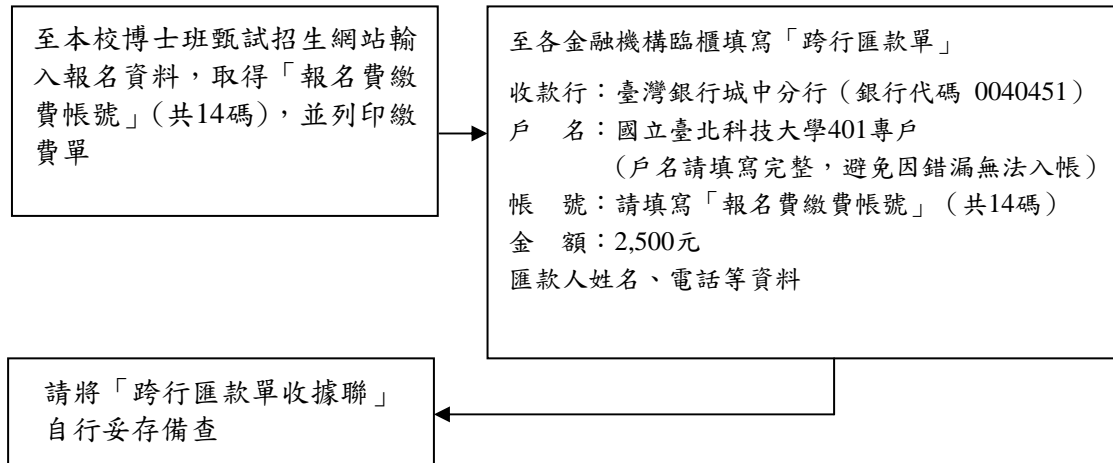 至本校博士班甄試招生網站輸
入報名資料，取得「報名費繳
費帳號」（共14碼），並列印繳
費單
至各金融機構臨櫃填寫「跨行匯款單」
收款行：臺灣銀行城中分行（銀行代碼 0040451）
戶　名：國立臺北科技大學401專戶
（戶名請填寫完整，避免因錯漏無法入帳）
帳　號：請填寫「報名費繳費帳號」（共14碼）
金　額：2,500元
匯款人姓名、電話等資料
請將「跨行匯款單收據聯」
自行妥存備查